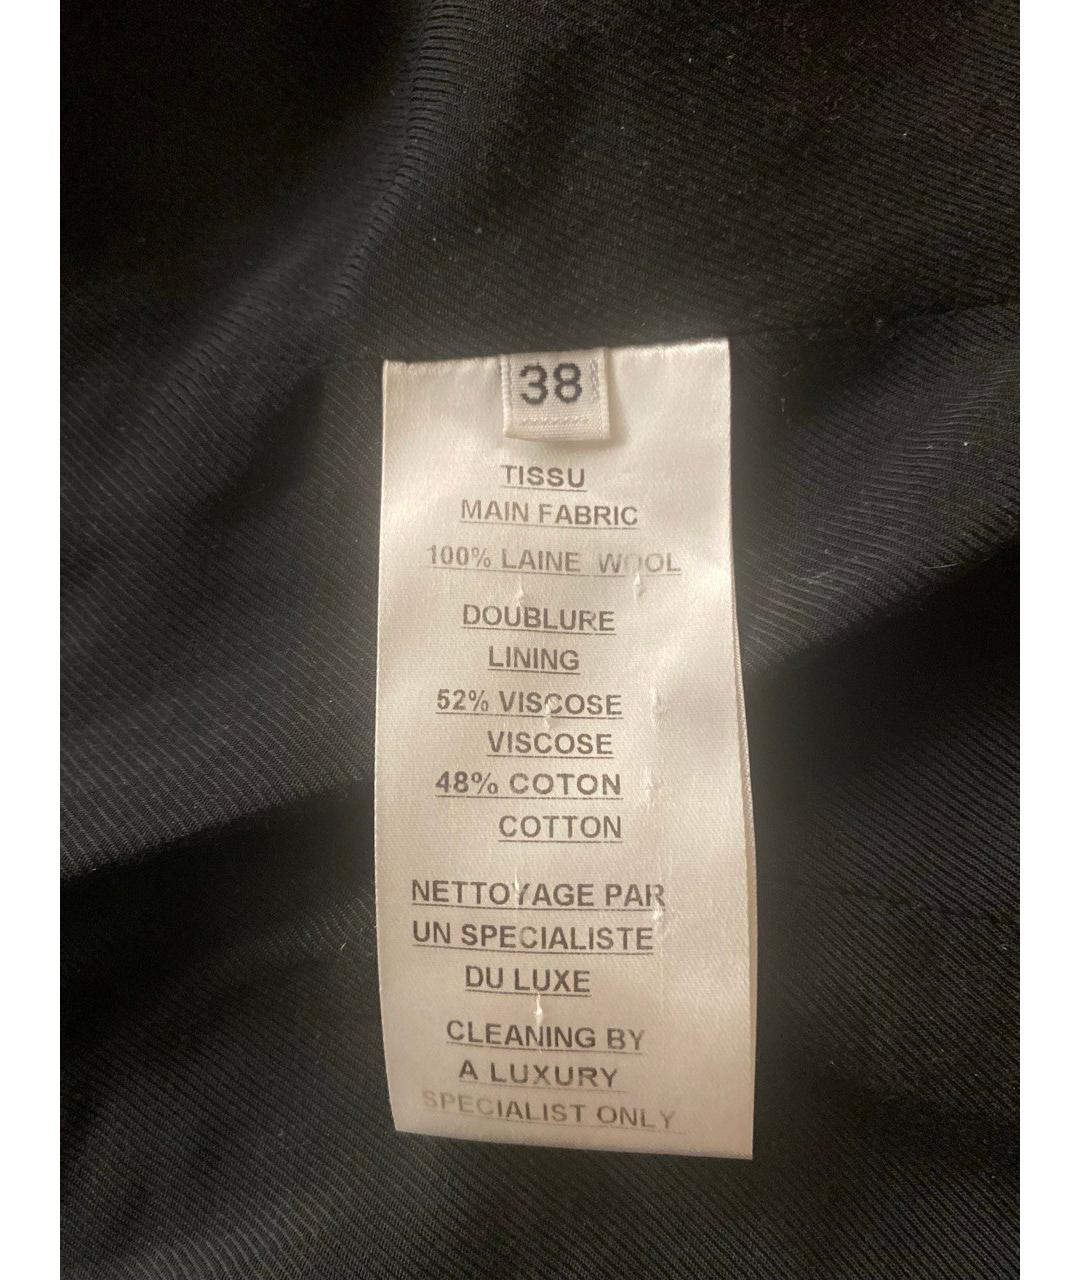 38
TISSU
MAIN FABRIC
100% LAINE WOOL
DOUBLURE
LINING
52% VISCOSE
VISCOSE
48% COTON
COTTON
NETTOYAGE PAR
UN SPECIALISTE
DU LUXE
CLEANING BY
A LUXURY
SPECIALIST ONLY